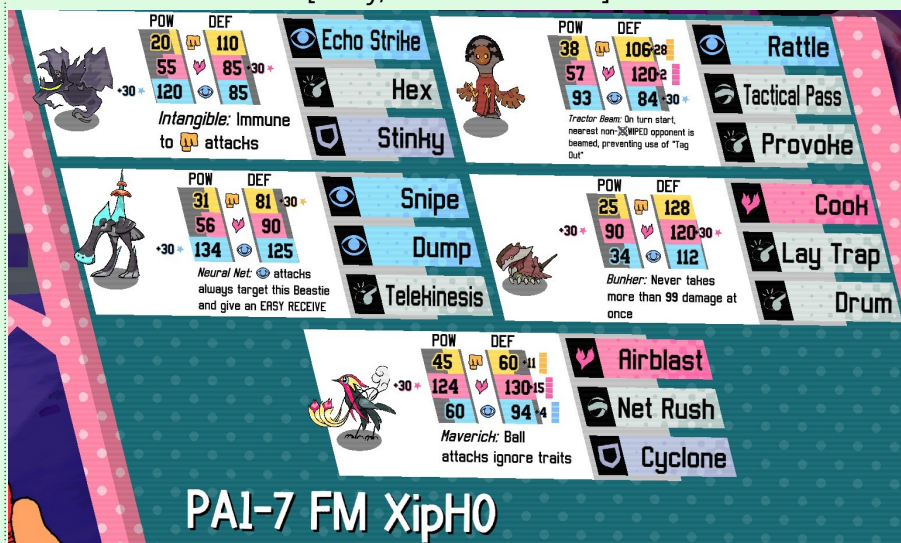 POW DEF
20 110
55 85 +30
+30 120 85
Intangible: Immune
to attacks
Echo Strike
Hex
Stinky
POW DEF
38 106+28
57 120+2
93 84+30
Tractor Beam: On turn start,
nearest non-WIPED opponent is
beamed, preventing use of "Tag
Out"
Rattle
Tactical Pass
Provoke
POW DEF
31 81+30
56 90
+30 134 125
Neural Net: attacks
always target this Beastie
and give an EASY RECEIVE
Snipe
Dump
Telekinesis
POW DEF
25 128
+30 90 120+30
34 112
Bunker: Never takes
more than 99 damage at
once
Cook
Lay Trap
Drum
POW DEF
45 60+11
+30 124 130+15
60 94+4
Maverick: Ball
attacks ignore traits
Airblast
Net Rush
Cyclone
PA1-7 FM XipH0